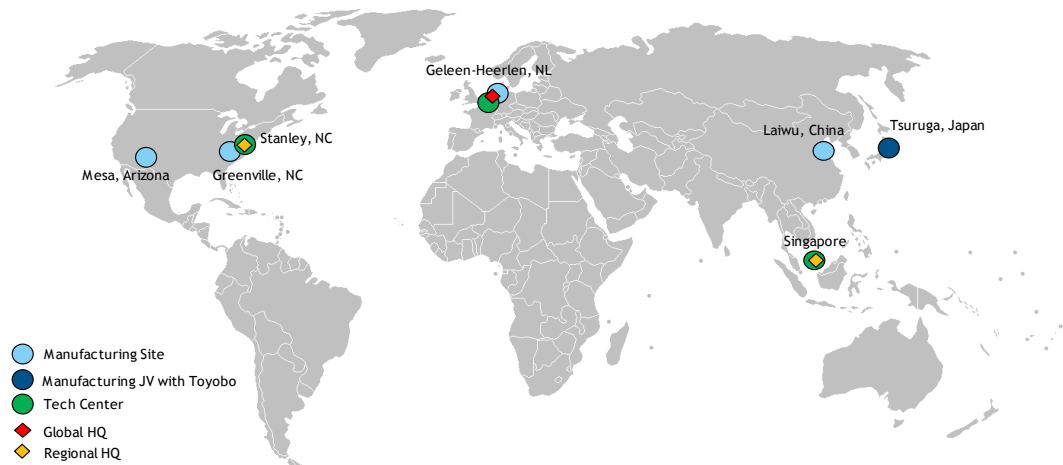 Geleen-Heerlen, NL
Stanley, NC
Laiwu, China
Tsuruga, Japan
Mesa, Arizona
Greenville, NC
Singapore
Manufacturing Site
Manufacturing JV with Toyobo
Tech Center
Global HQ
Regional HQ